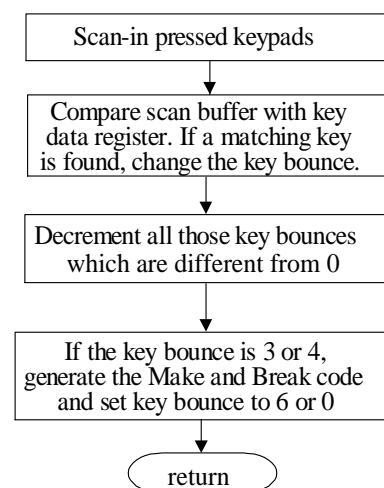 Scan-in pressed keypads
Compare scan buffer with key
data register. If a matching key
is found, change the key bounce.
Decrement all those key bounces
which are different from 0
If the key bounce is 3 or 4,
generate the Make and Break code
and set key bounce to 6 or 0
return